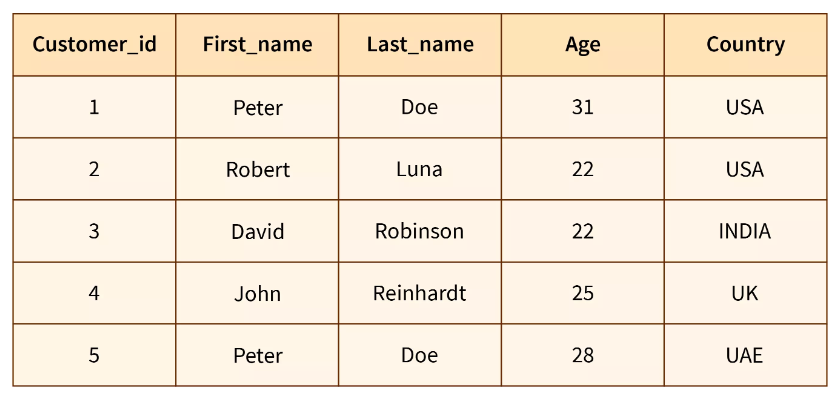 Customer_id First_name Last_name Age Country
1 Peter Doe 31 USA
2 Robert Luna 22 USA
3 David Robinson 22 INDIA
4 John Reinhardt 25 UK
5 Peter Doe 28 UAE